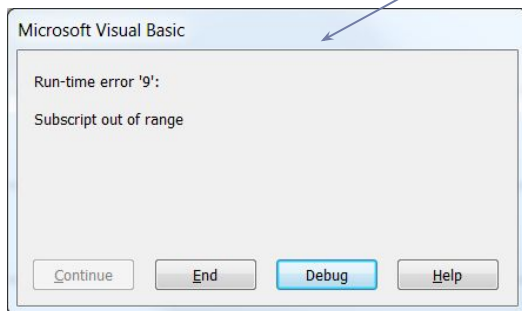 Microsoft Visual Basic
Run-time error '9':
Subscript out of range
Continue
End
Debug
Help